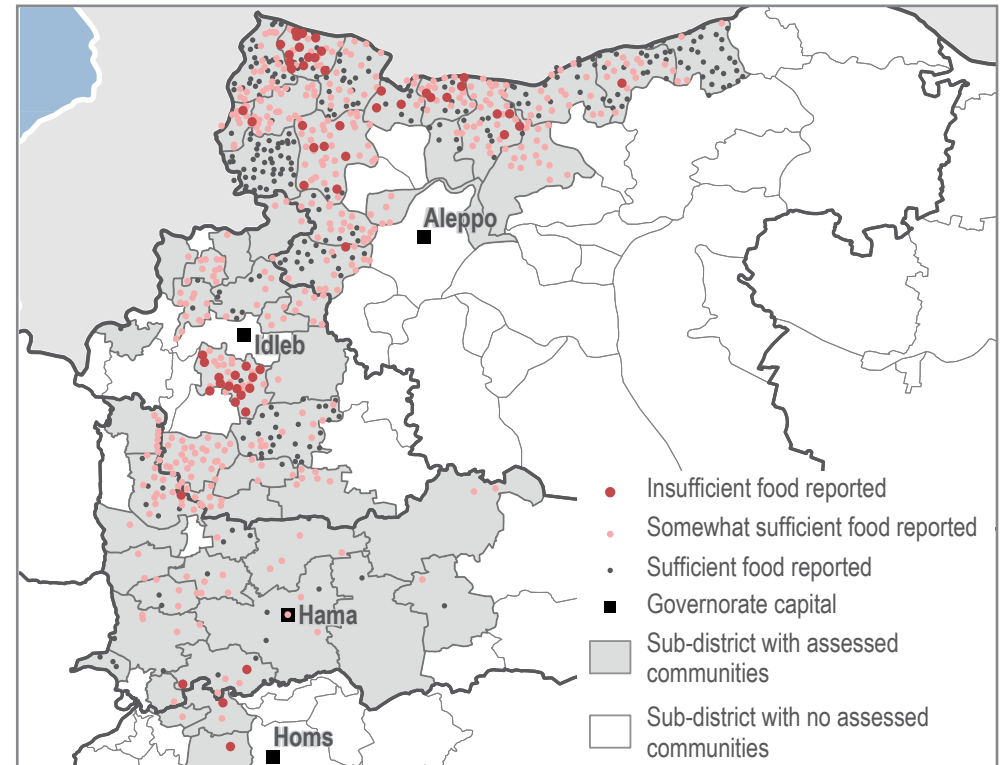 Aleppo
Idleb
Insufficient food reported
Somewhat sufficient food reported
Sufficient food reported
Governorate capital
Hama
Sub-district with assessed
communities
Sub-district with no assessed
communities
Homs